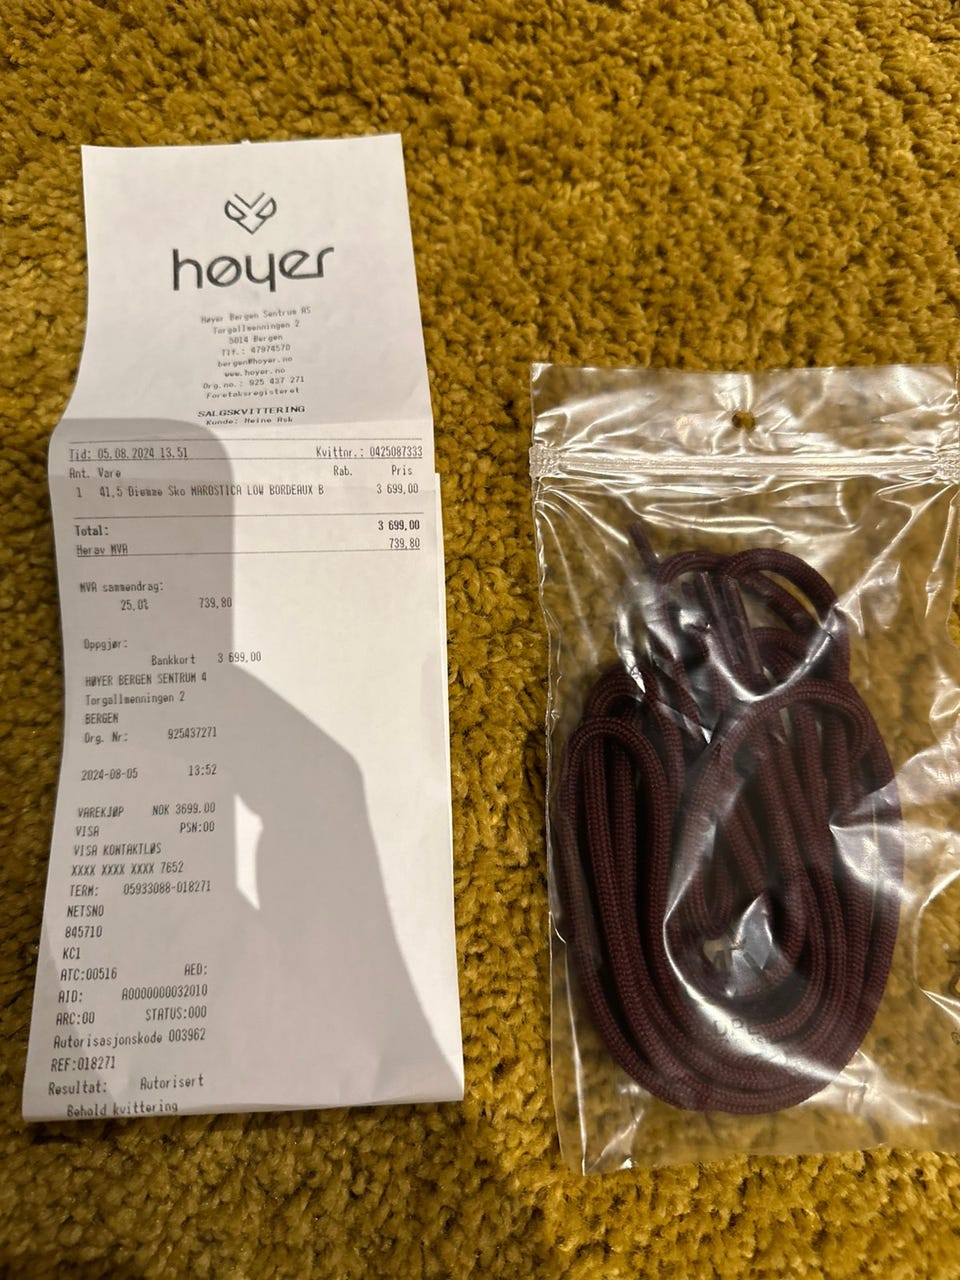 høyer
Høyer Bergen Sentrum AS
Torgallmenningen 2
5014 Bergen
Tlf.: 47974570
bergen@hoyer.no
www.hoyer.no
Org.no.: 925 437 271
Foretaksregisteret
SALGSKVITTERING
Kunde: Heine Ask
Tid: 05.08.2024 13.51 Kvittnr.: 0425087333
Ant. Vare Rab. Pris
1 41,5 Diemme Sko MAROSTICA LOW BORDEAUX B 3 699,00
Total: 3 699,00
Herav MVA 739,80
MVA sammendrag:
25,0% 739,80
Oppgjør:
Bankkort 3 699,00
HØYER BERGEN SENTRUM 4
Torgallmenningen 2
BERGEN
Org. Nr: 925437271
2024-08-05 13:52
VAREKJØP NOK 3699.00
VISA PSN:00
VISA KONTAKTLØS
XXXX XXXX XXXX 7652
TERM: 05933088-018271
NETSNO
845710
KC1
ATC:00516 AED:
AID: A0000000032010
ARC:00 STATUS:000
Autorisasjonskode 003962
REF:018271
Resultat: Autorisert
Behold kvittering